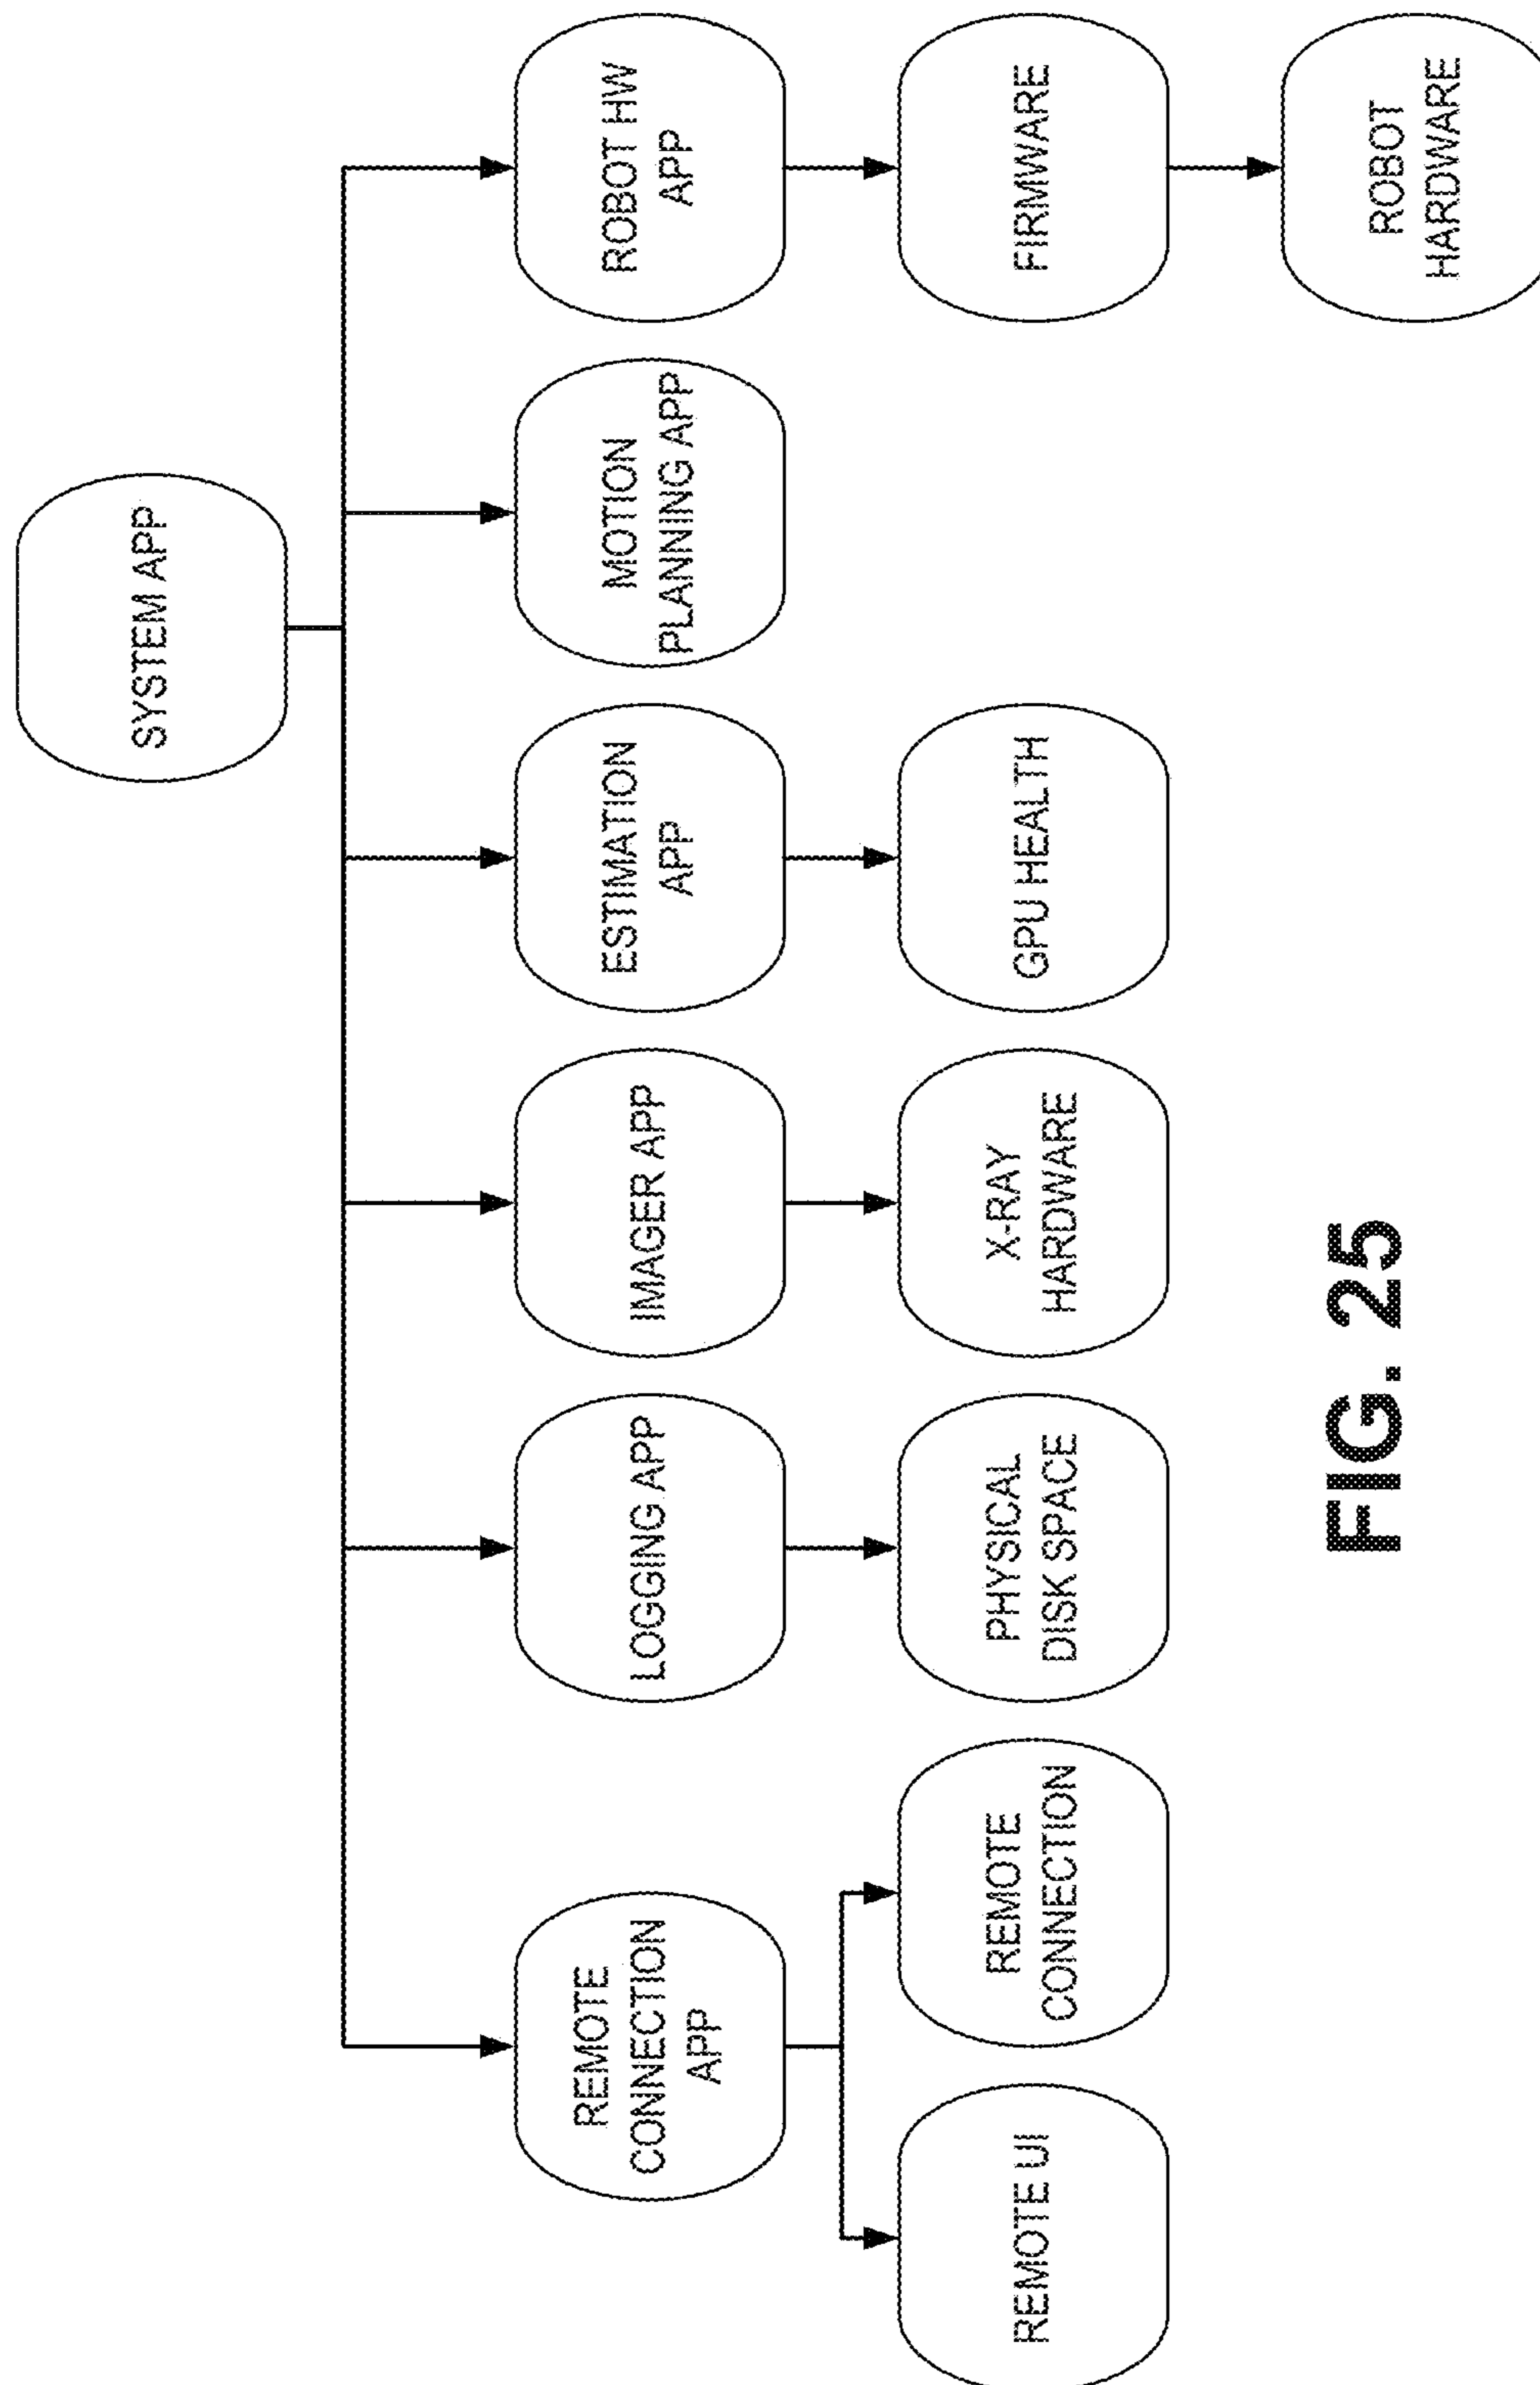 SYSTEM APP
REMOTE
CONNECTION
APP
LOGGING APP
IMAGER APP
ESTIMATION
APP
MOTION
PLANNING APP
ROBOT HW
APP
REMOTE UI
REMOTE
CONNECTION
PHYSICAL
DISK SPACE
X-RAY
HARDWARE
GPU HEALTH
FIRMWARE
ROBOT
HARDWARE
FIG. 25